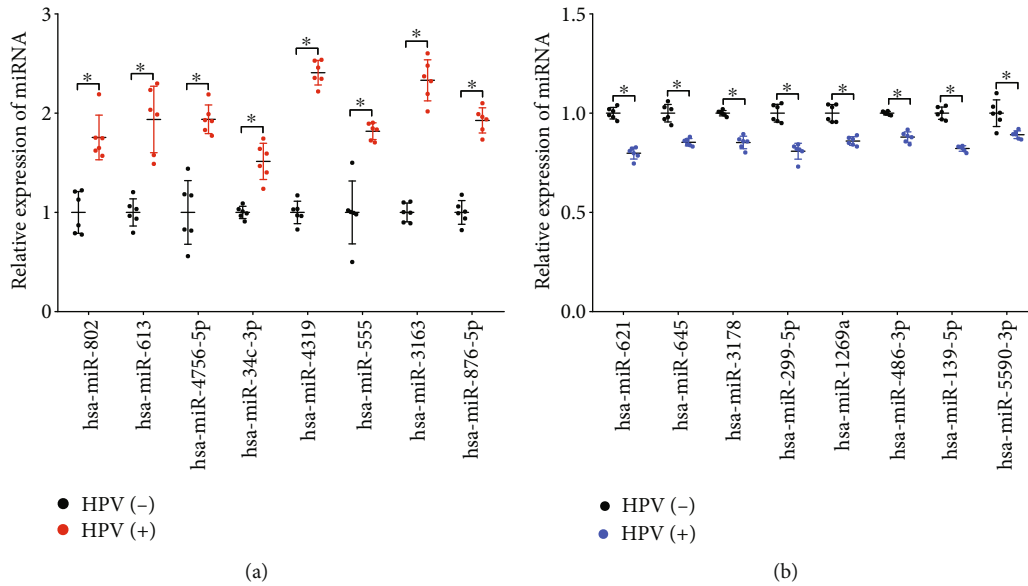 Relative expression of miRNA
3
2
1
2
* * * * * * * *
hsa-miR-802
hsa-miR-613
hsa-miR-4756-5p
hsa-miR-34c-3p
hsa-miR-4319
hsa-miR-555
hsa-miR-3163
hsa-miR-876-5p
HPV (–)
HPV (+)
(a)
Relative expression of miRNA
1.5
1.0
0.5
0.0
* * * * * * * *
hsa-miR-621
hsa-miR-645
hsa-miR-3178
hsa-miR-299-5p
hsa-miR-1269a
hsa-miR-486-3p
hsa-miR-139-5p
hsa-miR-5590-3p
HPV (–)
HPV (+)
(b)